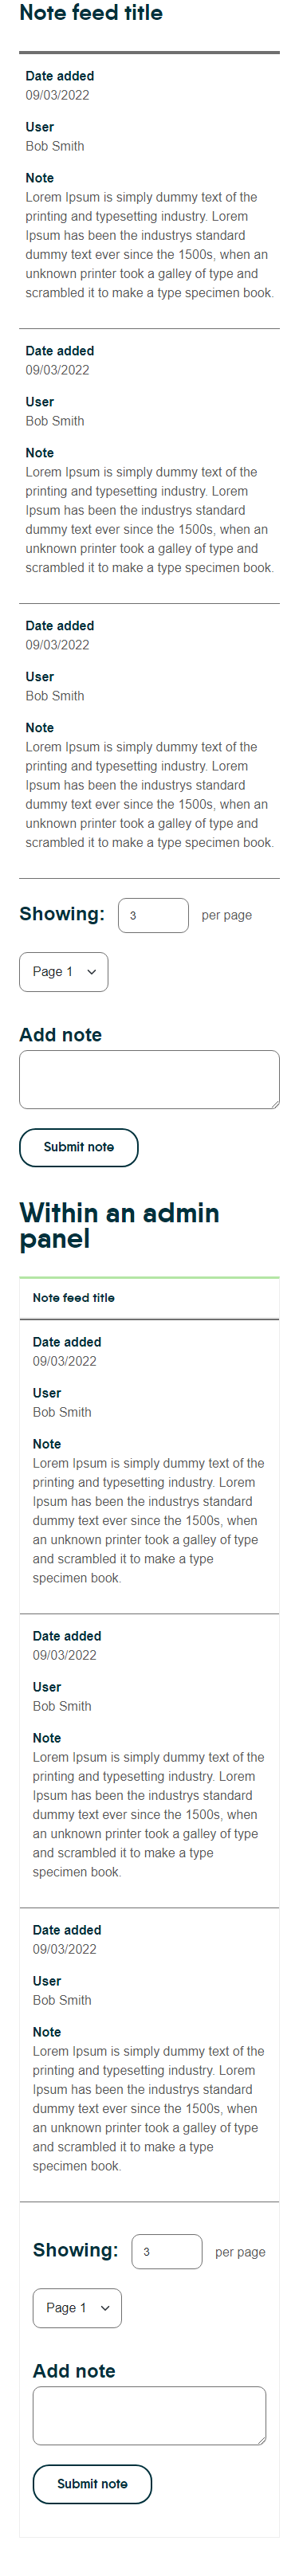 Note feed title
Date added
09/03/2022
User
Bob Smith
Note
Lorem Ipsum is simply dummy text of the
printing and typesetting industry. Lorem
Ipsum has been the industrys standard
dummy text ever since the 1500s, when an
unknown printer took a galley of type and
scrambled it to make a type specimen book.
Date added
09/03/2022
User
Bob Smith
Note
Lorem Ipsum is simply dummy text of the
printing and typesetting industry. Lorem
Ipsum has been the industrys standard
dummy text ever since the 1500s, when an
unknown printer took a galley of type and
scrambled it to make a type specimen book.
Date added
09/03/2022
User
Bob Smith
Note
Lorem Ipsum is simply dummy text of the
printing and typesetting industry. Lorem
Ipsum has been the industrys standard
dummy text ever since the 1500s, when an
unknown printer took a galley of type and
scrambled it to make a type specimen book.
Showing: 3 per page
Page 1
Add note
Submit note
Within an admin
panel
Note feed title
Date added
09/03/2022
User
Bob Smith
Note
Lorem Ipsum is simply dummy text of the
printing and typesetting industry. Lorem
Ipsum has been the industrys standard
dummy text ever since the 1500s, when
an unknown printer took a galley of type
and scrambled it to make a type
specimen book.
Date added
09/03/2022
User
Bob Smith
Note
Lorem Ipsum is simply dummy text of the
printing and typesetting industry. Lorem
Ipsum has been the industrys standard
dummy text ever since the 1500s, when
an unknown printer took a galley of type
and scrambled it to make a type
specimen book.
Date added
09/03/2022
User
Bob Smith
Note
Lorem Ipsum is simply dummy text of the
printing and typesetting industry. Lorem
Ipsum has been the industrys standard
dummy text ever since the 1500s, when
an unknown printer took a galley of type
and scrambled it to make a type
specimen book.
Showing: 3 per page
Page 1
Add note
Submit note